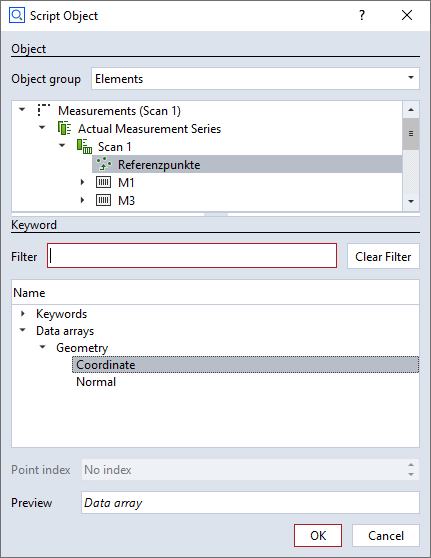 Script Object
Object
Object group Elements
Measurements (Scan 1)
Actual Measurement Series
Scan 1
Referenzpunkte
M1
M3
Keyword
Filter Clear Filter
Name
Keywords
Data arrays
Geometry
Coordinate
Normal
Point index No index
Preview Data array
OK Cancel